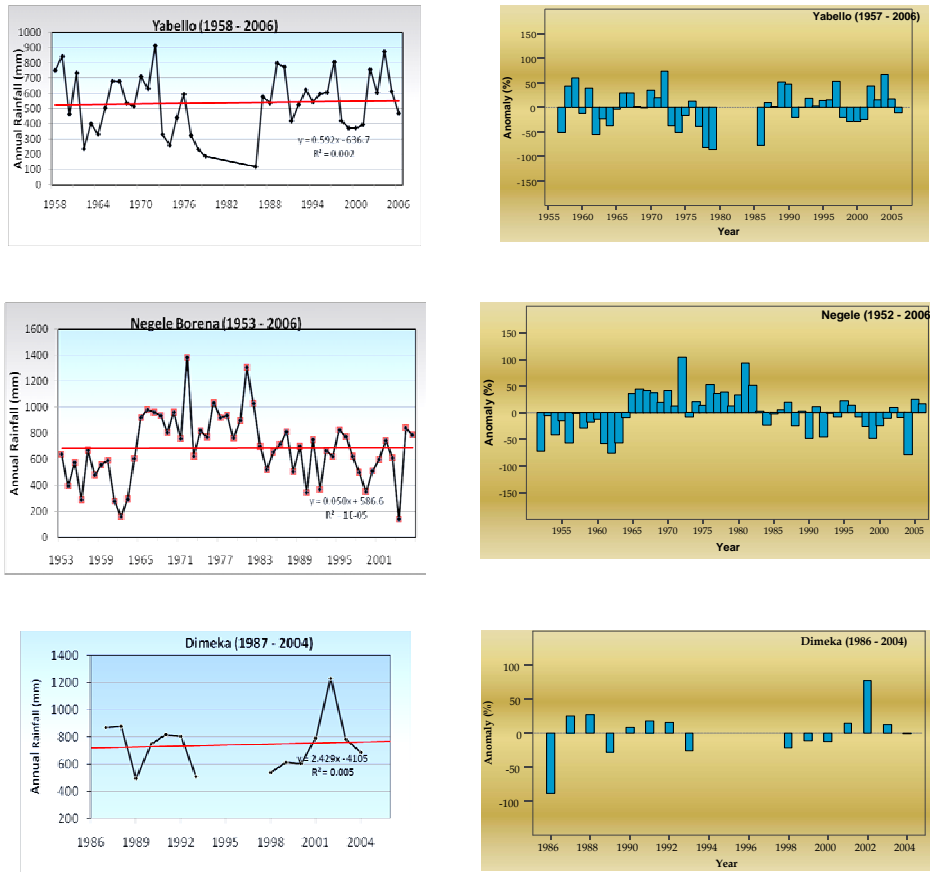 Yabello (1958 - 2006)
Annual Rainfall (mm)
1000
900
800
700
600
500
400
300
200
100
0
y = 0.592x - 636.7
R² = 0.002
1958 1964 1970 1976 1982 1988 1994 2000 2006
Yabello (1957 - 2006)
Anomaly (%)
150
100
50
0
-50
-100
-150
1955 1960 1965 1970 1975 1980 1985 1990 1995 2000 2005
Year
Negele Borena (1953 - 2006)
Annual Rainfall (mm)
1600
1400
1200
1000
800
600
400
200
0
y = 0.050x + 586.6
R² = 1E-05
1953 1959 1965 1971 1977 1983 1989 1995 2001
Negele (1952 - 2006
Anomaly (%)
150
100
50
0
-50
-100
-150
1955 1960 1965 1970 1975 1980 1985 1990 1995 2000 2005
Year
Dimeka (1987 - 2004)
Annual Rainfall (mm)
1400
1200
1000
800
600
400
200
y = 2.429x - 4105
R² = 0.005
1986 1989 1992 1995 1998 2001 2004
Dimeka (1986 - 2004)
Anomaly (%)
100
50
0
-50
-100
1986 1988 1990 1992 1994 1996 1998 2000 2002 2004
Year